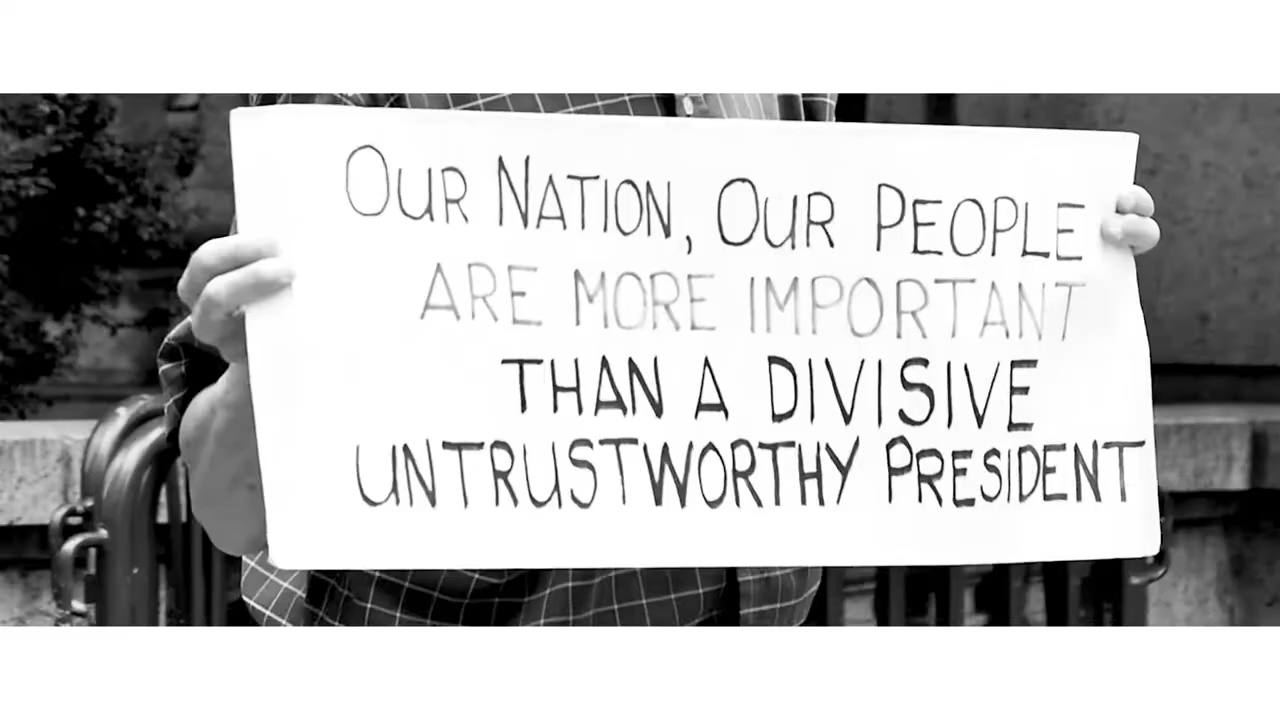 OUR NATION, OUR PEOPLE
ARE MORE IMPORTANT
THAN A DIVISIVE
UNTRUSTWORTHY PRESIDENT